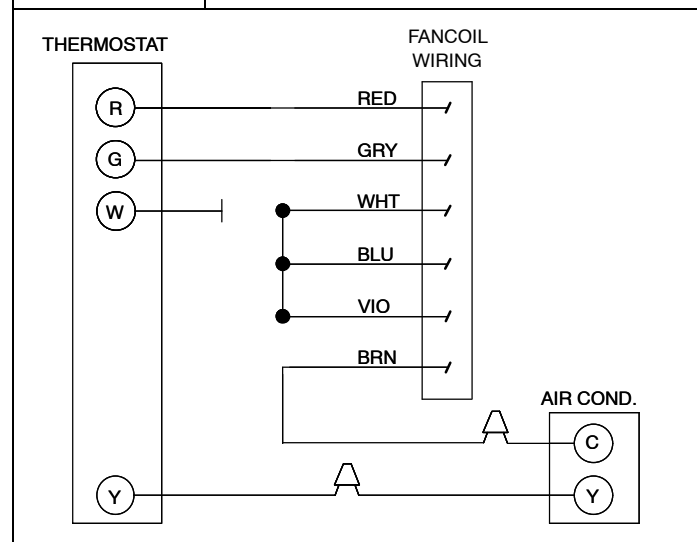 THERMOSTAT
FANCOIL
WIRING
R
RED
G
GRY
W
WHT
BLU
VIO
BRN
AIR COND.
C
Y
Y